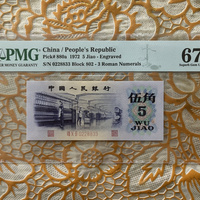 PMG
China / People's Republic
Pick# 880a 1972 5 Jiao - Engraved
S/N 0228833 Block 802 - 3 Roman Numerals
67
中国人民银行
伍角
5
WU
JIAO